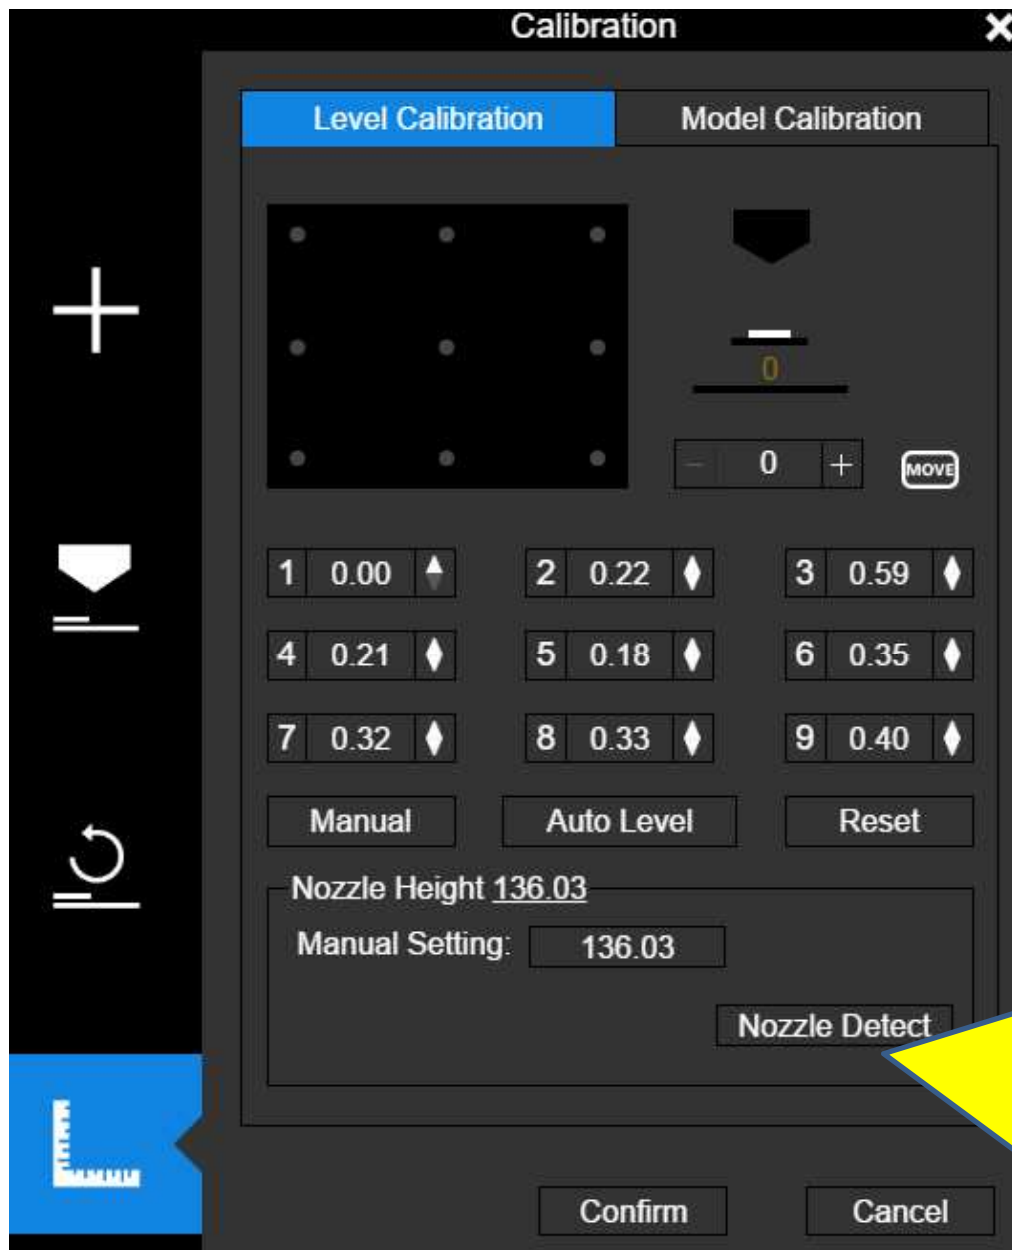 Calibration
Level Calibration Model Calibration
0
- 0 + MOVE
1 0.00 2 0.22 3 0.59
4 0.21 5 0.18 6 0.35
7 0.32 8 0.33 9 0.40
Manual Auto Level Reset
Nozzle Height 136.03
Manual Setting: 136.03
Nozzle Detect
Confirm Cancel